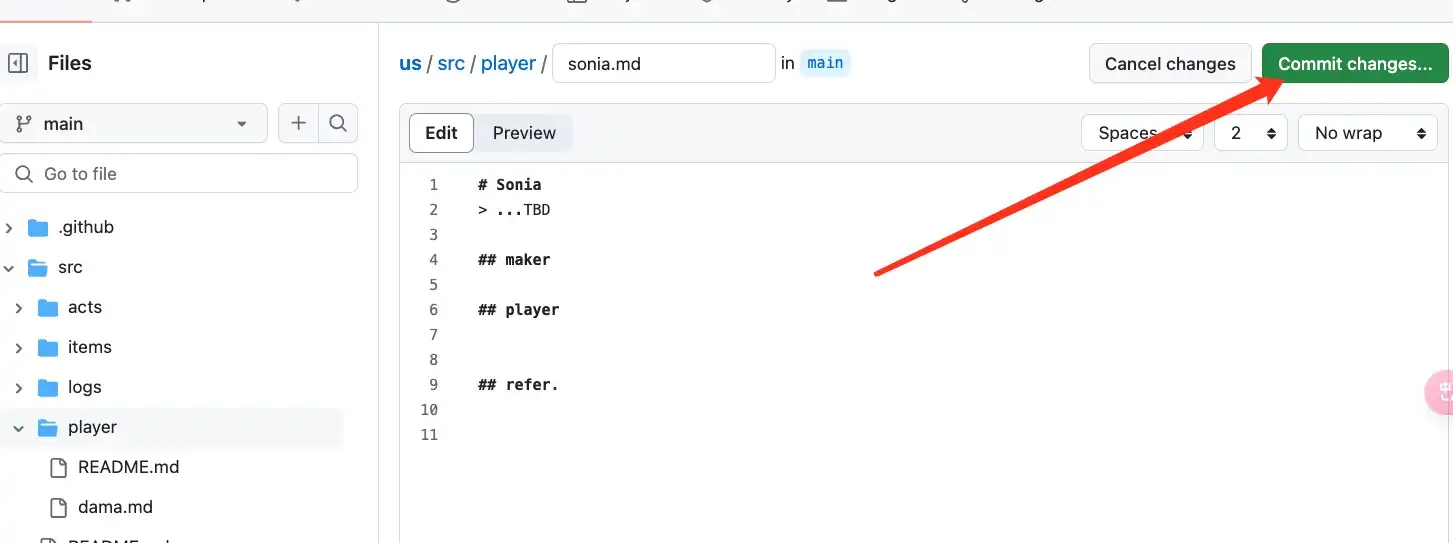 Files
us / src / player / sonia.md in main
Cancel changes
Commit changes...
main
Go to file
.github
src
acts
items
logs
player
README.md
dama.md
Edit
Preview
Spaces
2
No wrap
1 # Sonia
2 > ...TBD
3
4 ## maker
5
6 ## player
7
8
9 ## refer.
10
11